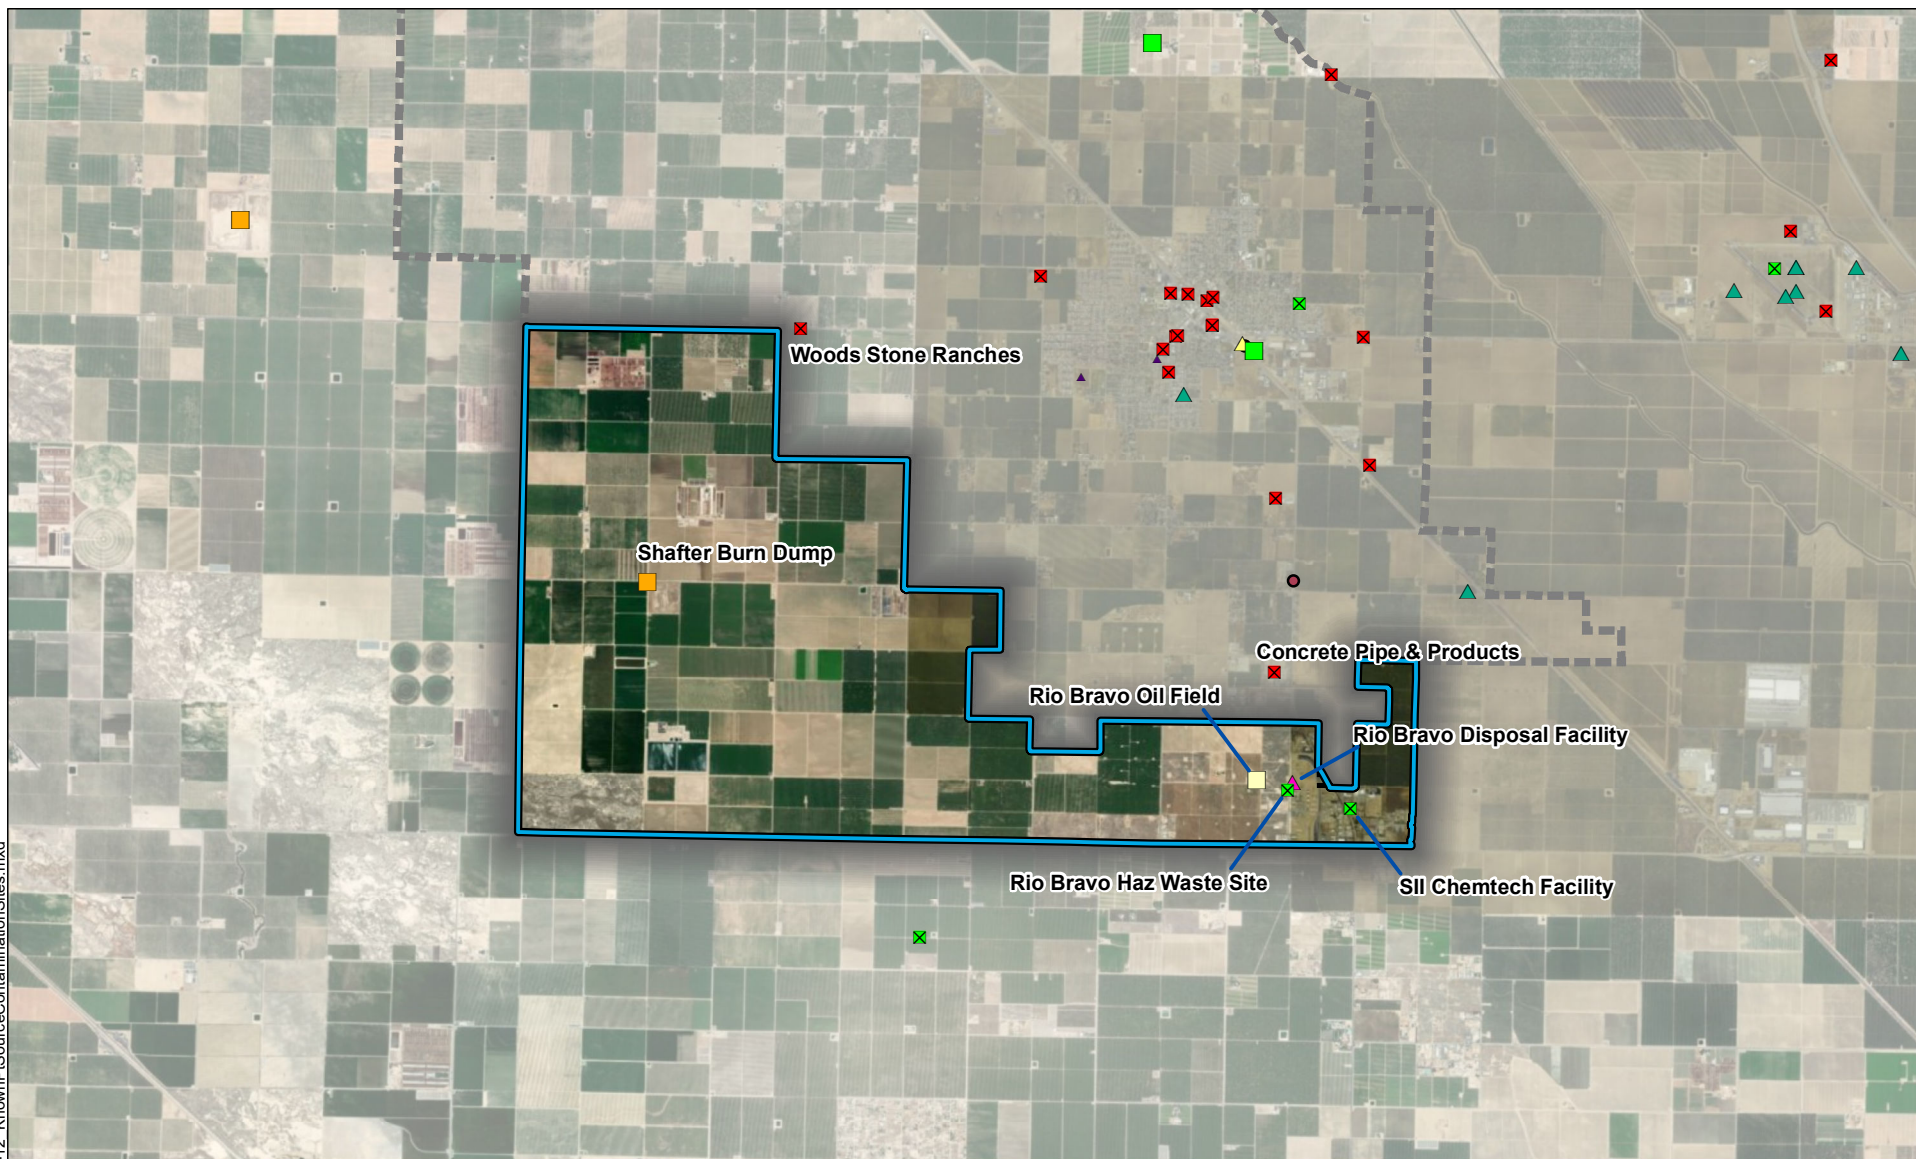 Woods Stone Ranches
Shafter Burn Dump
Concrete Pipe & Products
Rio Bravo Oil Field
Rio Bravo Disposal Facility
Rio Bravo Haz Waste Site
SII Chemtech Facility